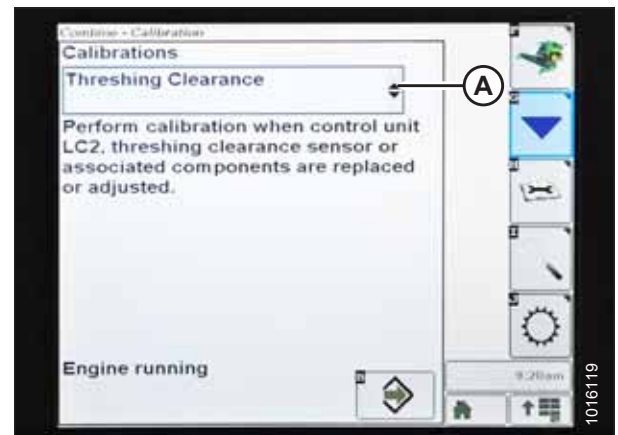 Combine - Calibration
Calibrations
Threshing Clearance
A
Perform calibration when control unit
LC2, threshing clearance sensor or
associated components are replaced
or adjusted.
Engine running
9:20am
1016119